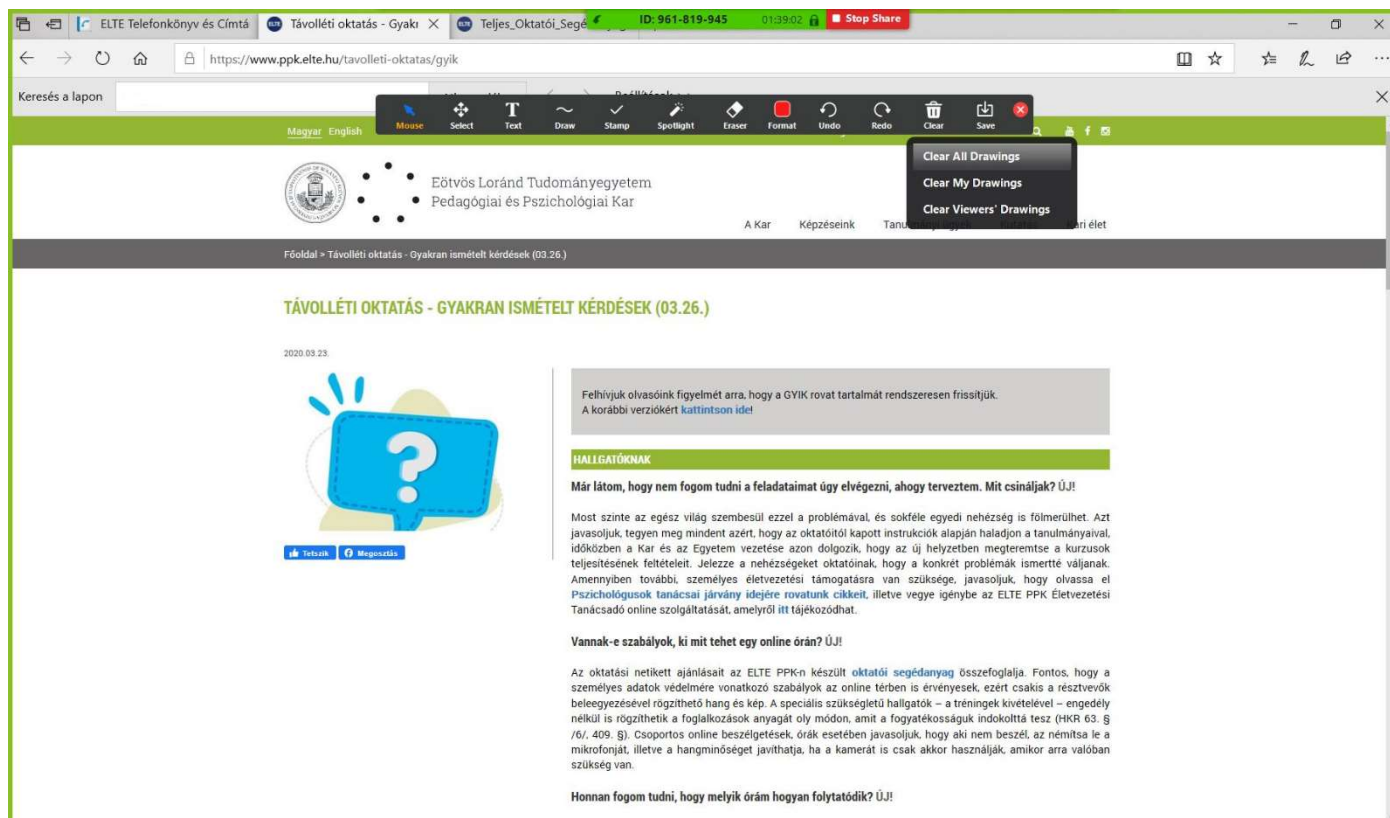 ELTE Telefonkönyv és Címtá
Távolléti oktatás - Gyakr
Teljes_Oktatói_Segé
ID: 961-819-945
01:39:02
Stop Share
https://www.ppk.elte.hu/tavolleti-oktatas/gyik
Keresés a lapon
Mouse
Select
Text
Draw
Stamp
Spotlight
Eraser
Format
Undo
Redo
Clear
Save
Magyar English
Clear All Drawings
Clear My Drawings
Clear Viewers' Drawings
Eötvös Loránd Tudományegyetem
Pedagógiai és Pszichológiai Kar
A Kar
Képzéseink
Kari élet
Főoldal » Távolléti oktatás - Gyakran ismételt kérdések (03.26.)
TÁVOLLÉTI OKTATÁS - GYAKRAN ISMÉTELT KÉRDÉSEK (03.26.)
2020.03.23.
?
Felhívjuk olvasóink figyelmét arra, hogy a GYIK rovat tartalmát rendszeresen frissítjük.
A korábbi verziókért kattintson ide!
Tetszik
Megosztás
HALLGATÓKNAK
Már látom, hogy nem fogom tudni a feladataimat úgy elvégezni, ahogy terveztem. Mit csináljak? ÚJ!
Most szinte az egész világ szembesül ezzel a problémával, és sokféle egyedi nehézség is fölmerülhet. Azt
javasoljuk, tegyen meg mindent azért, hogy az oktatóitól kapott instrukciók alapján haladjon a tanulmányaival,
időközben a Kar és az Egyetem vezetése azon dolgozik, hogy az új helyzetben megteremtse a kurzusok
teljesítésének feltételeit. Jelezze a nehézségeket oktatóinak, hogy a konkrét problémák ismertté váljanak.
Amennyiben további, személyes életvezetési támogatásra van szüksége, javasoljuk, hogy olvassa el
Pszichológusok tanácsai járvány idejére rovatunk cikkeit, illetve vegye igénybe az ELTE PPK Életvezetési
Tanácsadó online szolgáltatását, amelyről itt tájékozódhat.
Vannak-e szabályok, ki mit tehet egy online órán? ÚJ!
Az oktatási netikett ajánlásait az ELTE PPK-n készült oktatói segédanyag összefoglalja. Fontos, hogy a
személyes adatok védelmére vonatkozó szabályok az online térben is érvényesek, ezért csakis a résztvevők
beleegyezésével rögzíthető hang és kép. A speciális szükségletű hallgatók – a tréningek kivételével – engedély
nélkül is rögzíthetik a foglalkozások anyagát oly módon, amit a fogyatékosságuk indokolttá tesz (HKR 63. §
/6/, 409. §). Csoportos online beszélgetések, órák esetében javasoljuk, hogy aki nem beszél, az némítsa le a
mikrofonját, illetve a hangminőséget javíthatja, ha a kamerát is csak akkor használják, amikor arra valóban
szükség van.
Honnan fogom tudni, hogy melyik órám hogyan folytatódik? ÚJ!